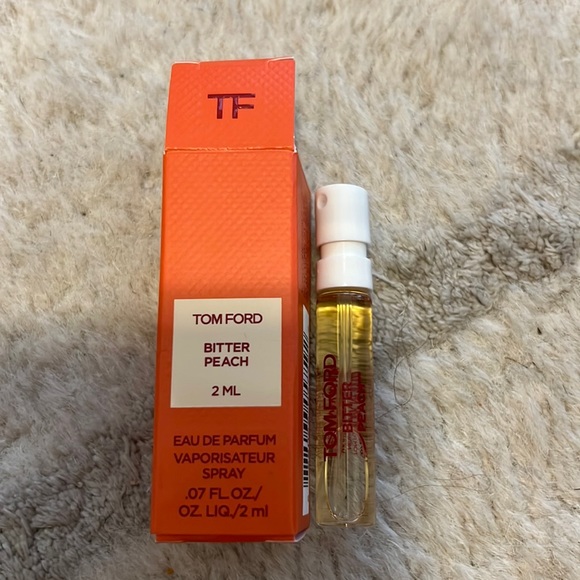 TF
TOM FORD
BITTER
PEACH
2 ML
EAU DE PARFUM
VAPORISATEUR
SPRAY
.07 FL. OZ./
OZ. LIQ./2 ml
TOM FORD
BITTER
PEACH